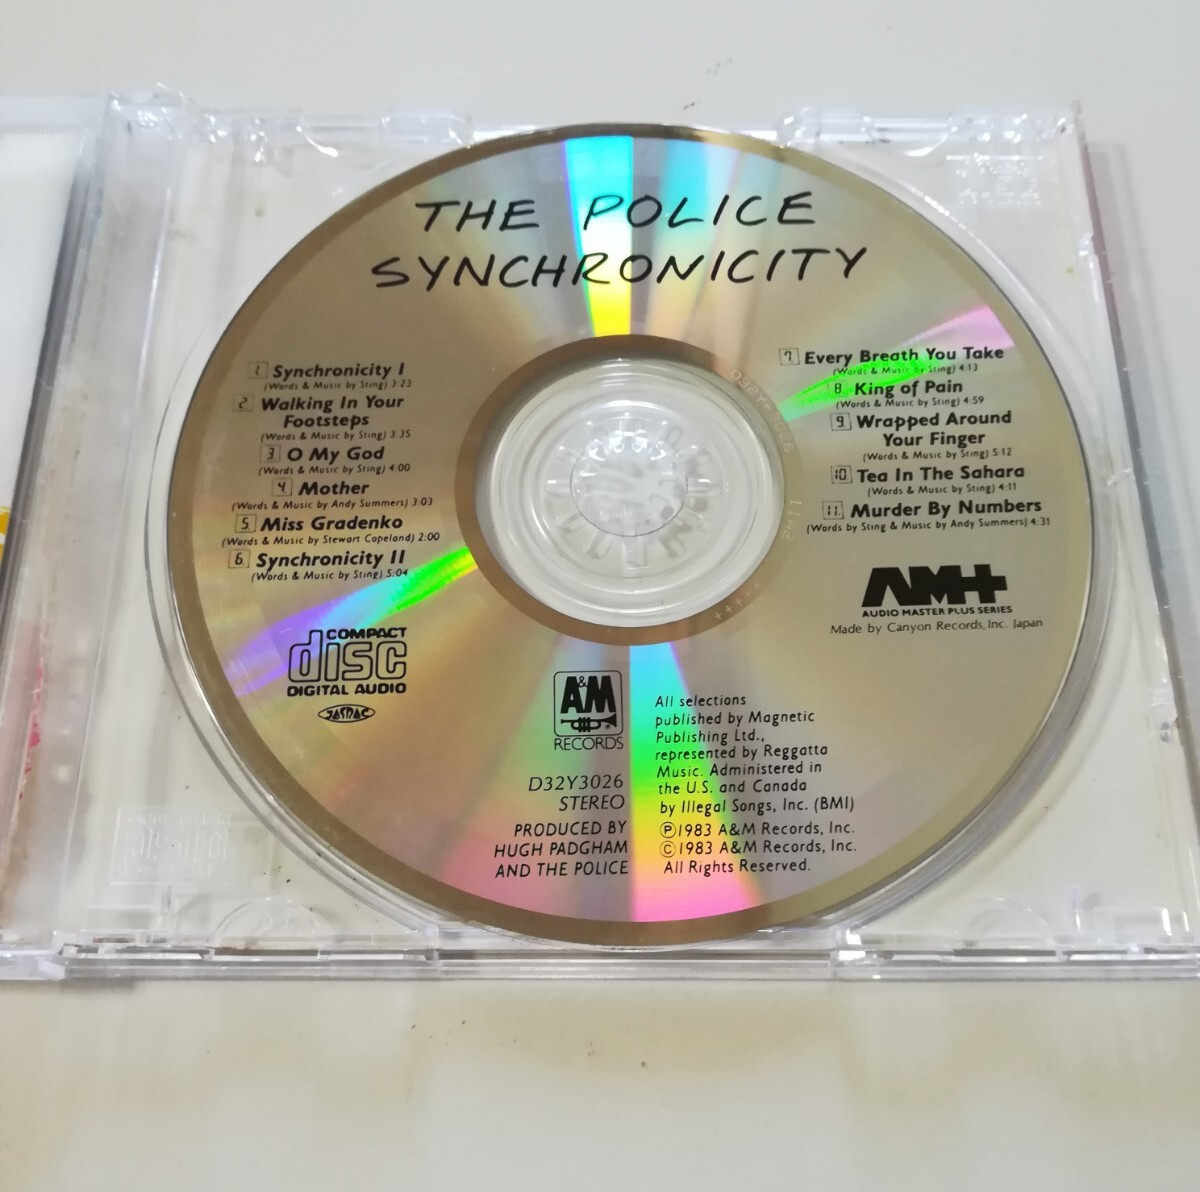 THE POLICE
SYNCHRONICITY
1. Synchronicity I
(Words & Music by Sting) 3:23
2. Walking In Your
Footsteps
(Words & Music by Sting) 3:35
3. O My God
(Words & Music by Sting) 4:00
4. Mother
(Words & Music by Andy Summers) 3:03
5. Miss Gradenko
(Words & Music by Stewart Copeland) 2:00
6. Synchronicity II
(Words & Music by Sting) 5:04
7. Every Breath You Take
(Words & Music by Sting) 4:13
8. King of Pain
(Words & Music by Sting) 4:59
9. Wrapped Around
Your Finger
(Words & Music by Sting) 5:12
10. Tea In The Sahara
(Words & Music by Sting) 4:11
11. Murder By Numbers
(Words by Sting & Music by Andy Summers) 4:31
COMPACT
disc
DIGITAL AUDIO
JASRAC
AM+
AUDIO MASTER PLUS SERIES
Made by Canyon Records, Inc. Japan
A&M
RECORDS
D32Y3026
STEREO
PRODUCED BY
HUGH PADGHAM
AND THE POLICE
All selections
published by Magnetic
Publishing Ltd.,
represented by Reggatta
Music. Administered in
the U.S. and Canada
by Illegal Songs, Inc. (BMI)
Ⓟ1983 A&M Records, Inc.
Ⓒ1983 A&M Records, Inc.
All Rights Reserved.
D32Y-3026